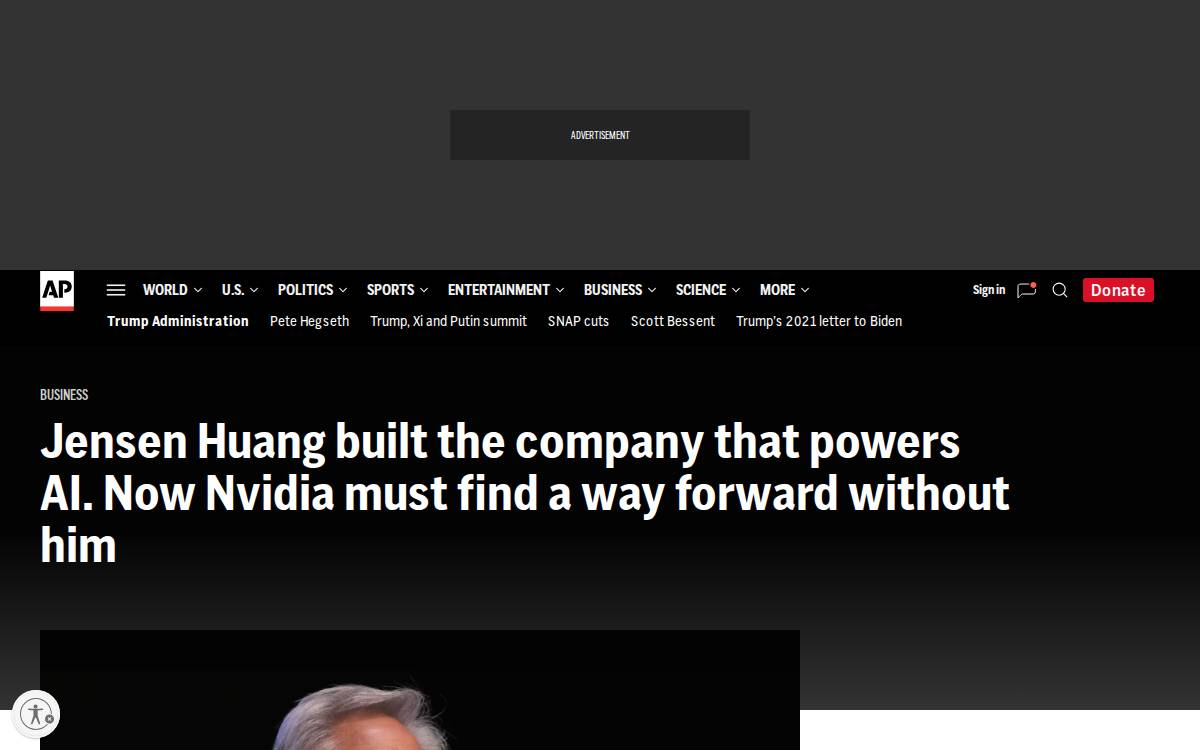 ADVERTISEMENT
AP
WORLD U.S. POLITICS SPORTS ENTERTAINMENT BUSINESS SCIENCE MORE Sign in Donate
Trump Administration Pete Hegseth Trump, Xi and Putin summit SNAP cuts Scott Bessent Trump's 2021 letter to Biden
BUSINESS
Jensen Huang built the company that powers
AI. Now Nvidia must find a way forward without
him